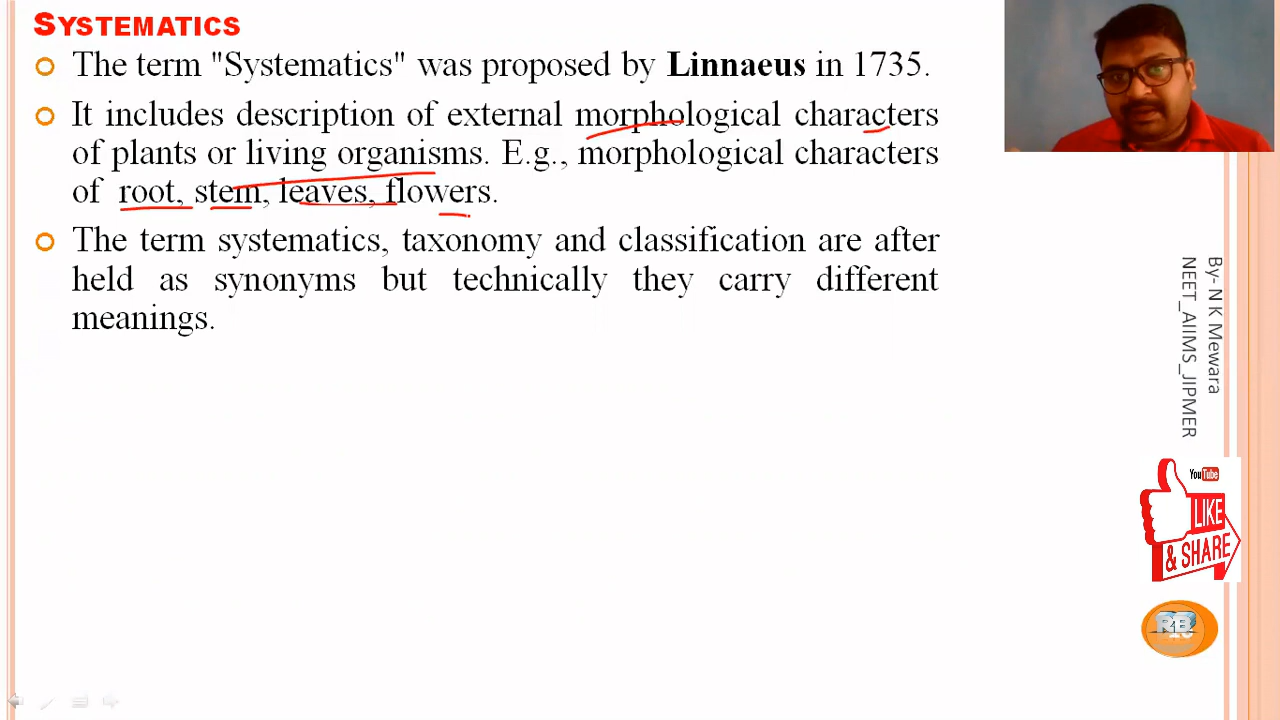 SYSTEMATICS
The term "Systematics" was proposed by Linnaeus in 1735.
It includes description of external morphological characters
of plants or living organisms. E.g., morphological characters
of root, stem, leaves, flowers.
The term systematics, taxonomy and classification are after
held as synonyms but technically they carry different
meanings.
By- N K Mewara
NEET_AIIMS_JIPMER
YouTube
LIKE
& SHARE